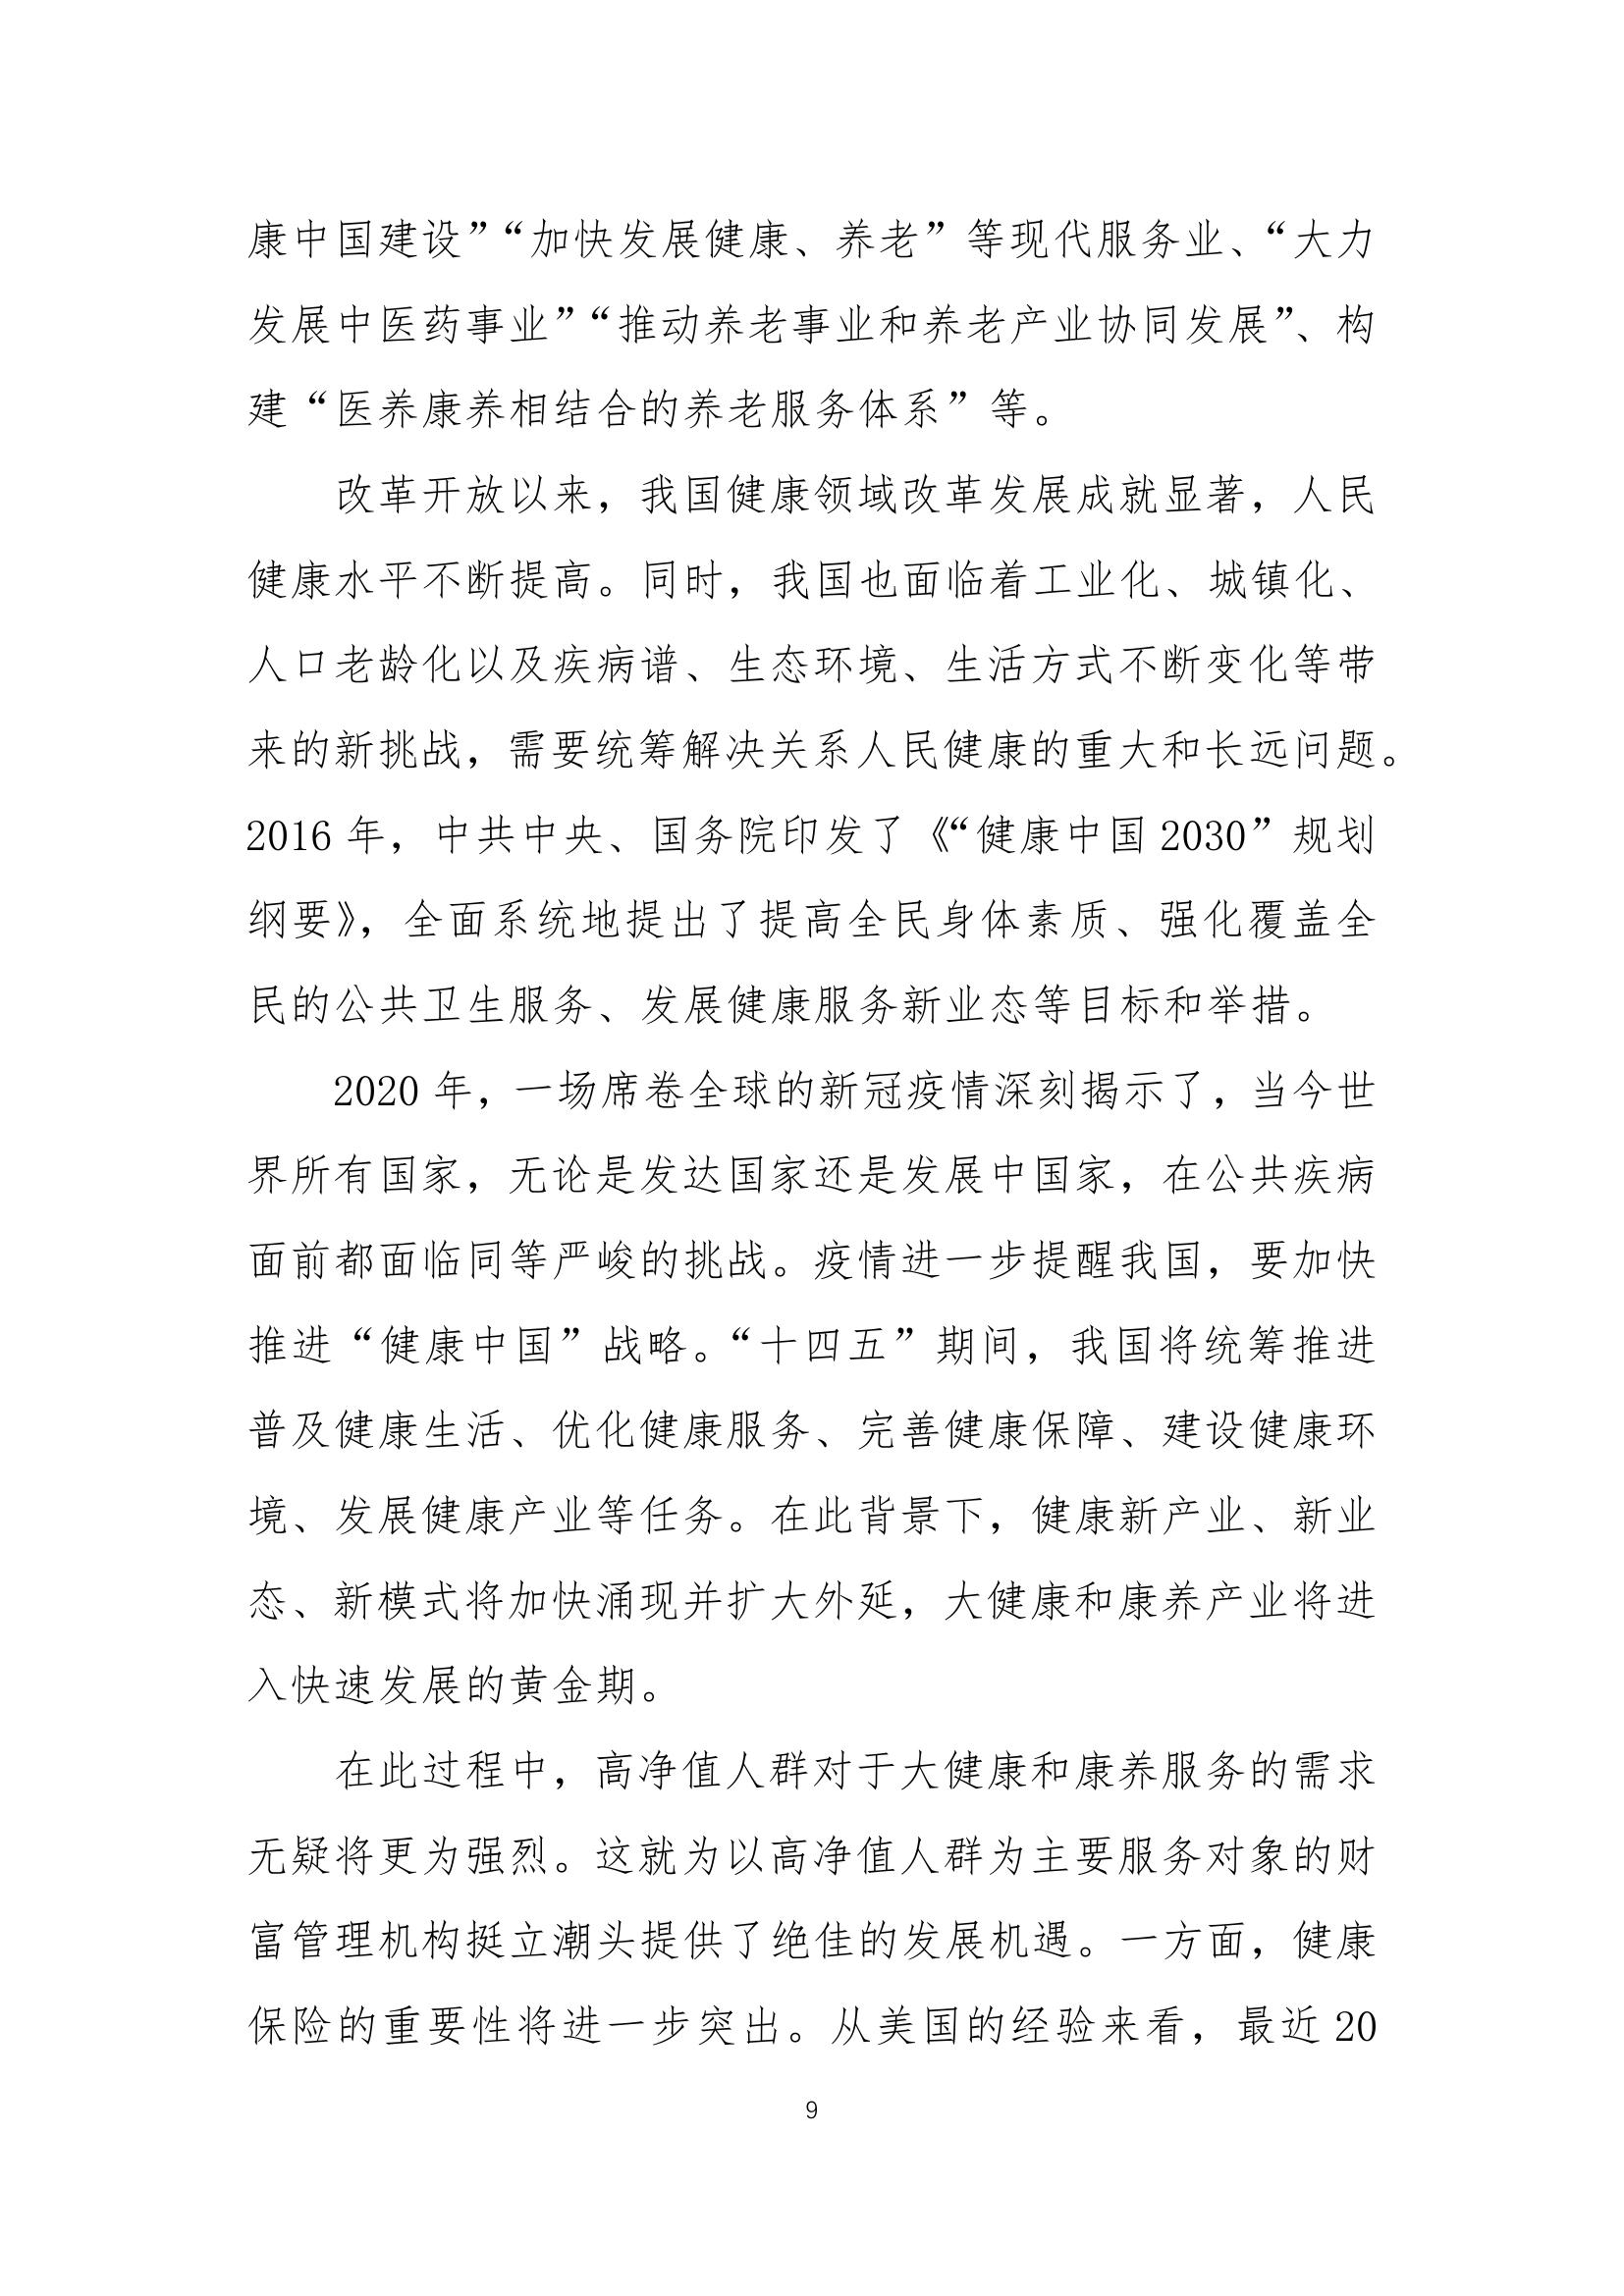 康中国建设”“加快发展健康、养老”等现代服务业、“大力
发展中医药事业”“推动养老事业和养老产业协同发展”、构
建“医养康养相结合的养老服务体系”等。
改革开放以来，我国健康领域改革发展成就显著，人民
健康水平不断提高。同时，我国也面临着工业化、城镇化、
人口老龄化以及疾病谱、生态环境、生活方式不断变化等带
来的新挑战，需要统筹解决关系人民健康的重大和长远问题。
2016 年，中共中央、国务院印发了《“健康中国 2030”规划
纲要》，全面系统地提出了提高全民身体素质、强化覆盖全
民的公共卫生服务、发展健康服务新业态等目标和举措。
2020 年，一场席卷全球的新冠疫情深刻揭示了，当今世
界所有国家，无论是发达国家还是发展中国家，在公共疾病
面前都面临同等严峻的挑战。疫情进一步提醒我国，要加快
推进“健康中国”战略。“十四五”期间，我国将统筹推进
普及健康生活、优化健康服务、完善健康保障、建设健康环
境、发展健康产业等任务。在此背景下，健康新产业、新业
态、新模式将加快涌现并扩大外延，大健康和康养产业将进
入快速发展的黄金期。
在此过程中，高净值人群对于大健康和康养服务的需求
无疑将更为强烈。这就为以高净值人群为主要服务对象的财
富管理机构挺立潮头提供了绝佳的发展机遇。一方面，健康
保险的重要性将进一步突出。从美国的经验来看，最近 20
9